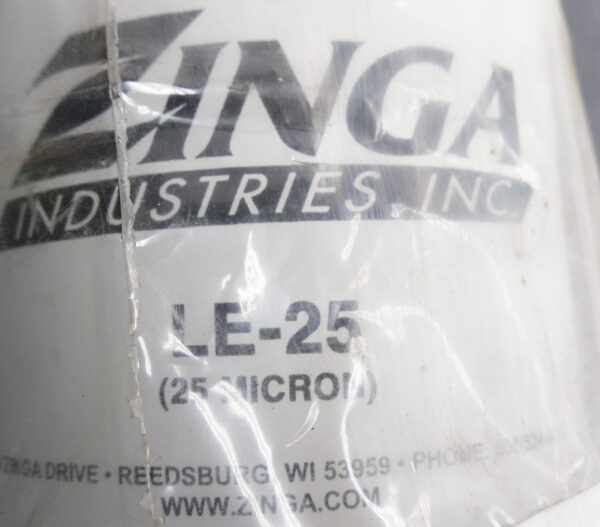 ZINGA
INDUSTRIES INC.
LE-25
(25 MICRON)
ZINGA DRIVE • REEDSBURG, WI 53959 • PHONE
WWW.ZINGA.COM